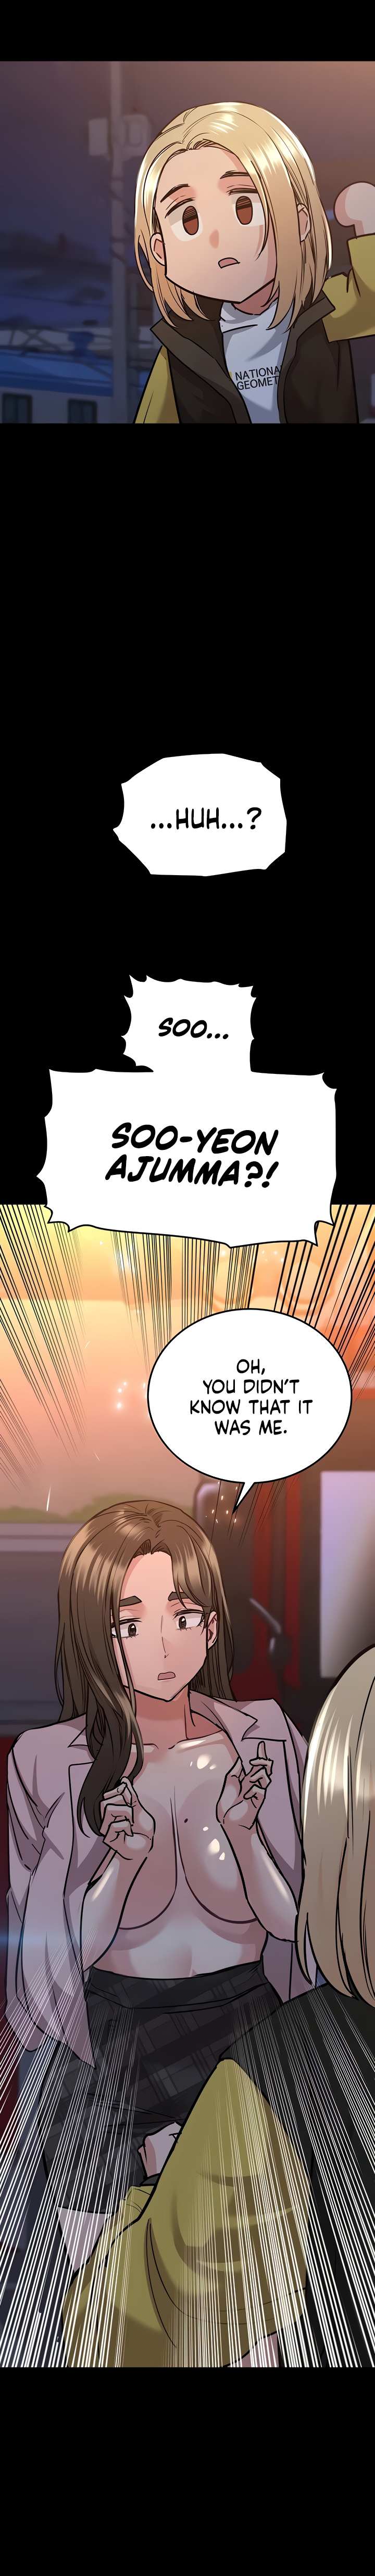 NATIONA
GEOMET
...HUH...?
SOO...
SOO-YEON
AJUMMA?!
OH,
YOU DIDN'T
KNOW THAT IT
WAS ME.